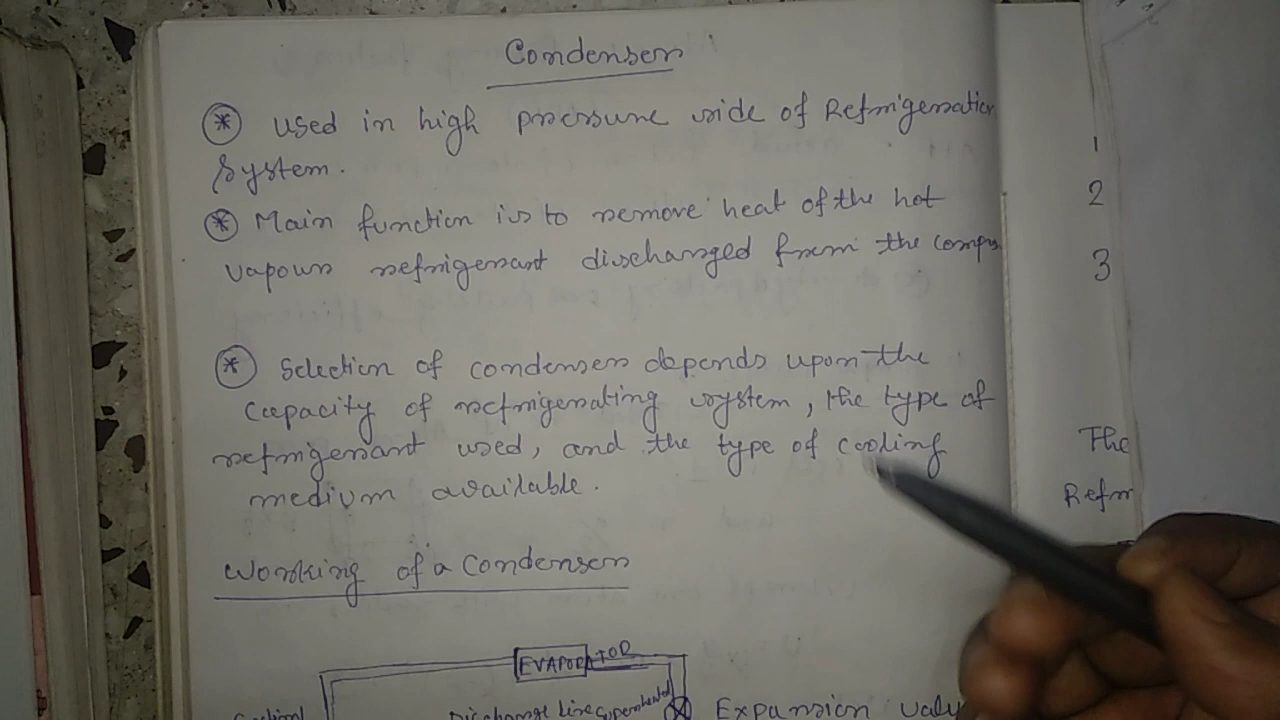 Condenser
* Used in high pressure side of Refrigeration
System.
* Main function is to remove heat of the hot
vapour refrigerant discharged from the compr
* Selection of condenser depends upon the
capacity of refrigerating system, the type of
refrigerant used, and the type of cooling
medium available.
Working of a Condenser
EVAPORATOR
Discharge line superheated
Expansion valv
1
2
3
The
Refr